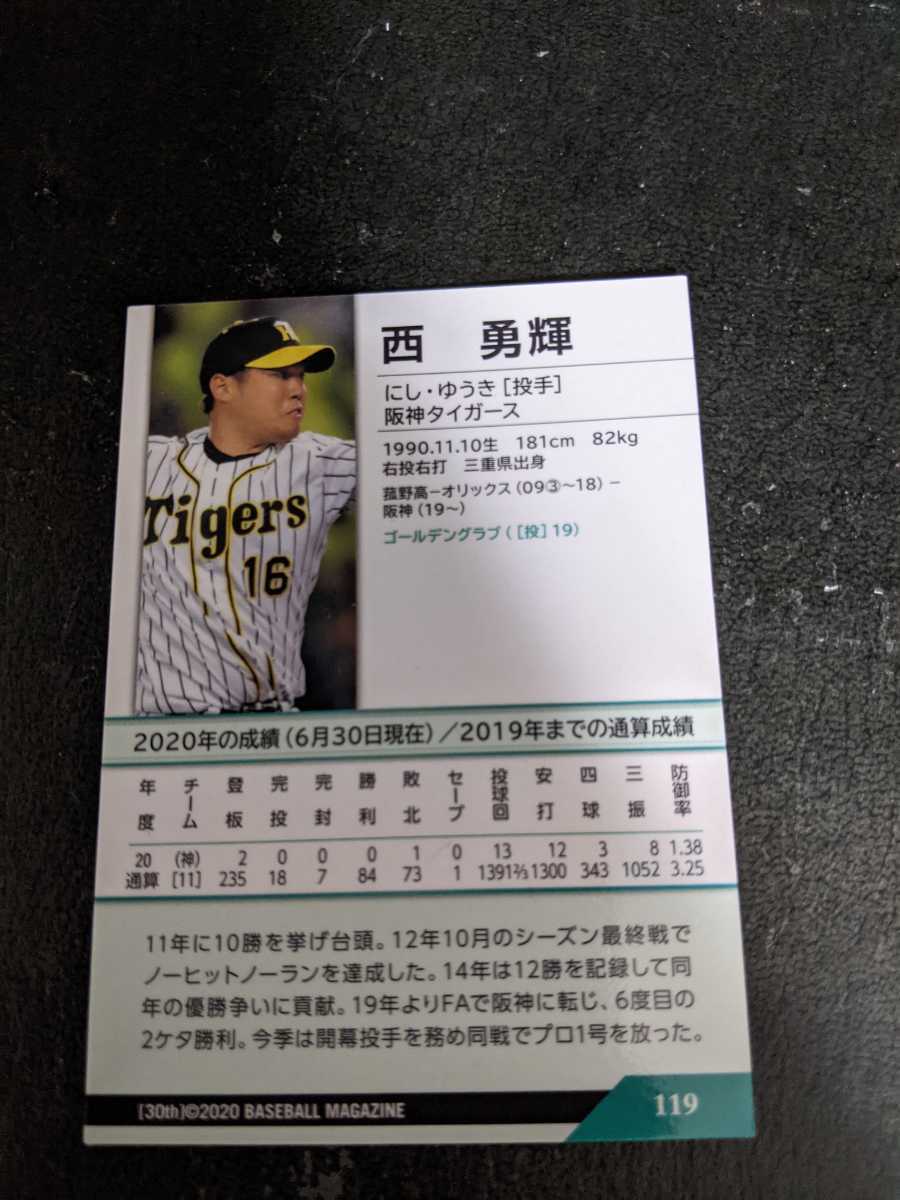 西 勇輝
にし・ゆうき［投手］
阪神タイガース
1990.11.10生 181cm 82kg
右投右打 三重県出身
菰野高－オリックス（09③～18）－
阪神（19～）
ゴールデングラブ（［投］19）
Tigers
16
2020年の成績（6月30日現在）／2019年までの通算成績
年度 チーム 登板 完投 完封 勝利 敗北 セーブ 投球回 安打 四球 三振 防御率
20 （神） 2 0 0 0 1 0 13 12 3 8 1.38
通算 ［11］ 235 18 7 84 73 1 1391⅔ 1300 343 1052 3.25
11年に10勝を挙げ台頭。12年10月のシーズン最終戦で
ノーヒットノーランを達成した。14年は12勝を記録して同
年の優勝争いに貢献。19年よりFAで阪神に転じ、6度目の
2ケタ勝利。今季は開幕投手を務め同戦でプロ1号を放った。
［30th］©2020 BASEBALL MAGAZINE
119